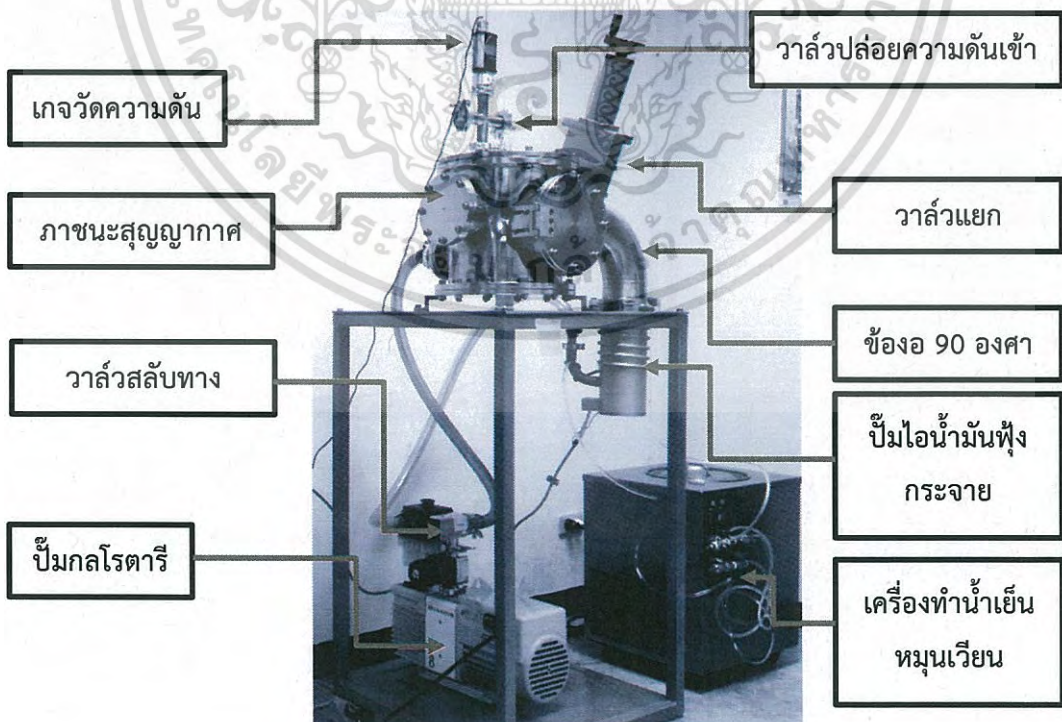 เกจวัดความดัน
วาล์วปล่อยความดันเข้า
ภาชนะสุญญากาศ
วาล์วแยก
วาล์วสลับทาง
ข้องอ 90 องศา
ปั๊มไอน้ำมันฟุ้ง
กระจาย
ปั๊มกลโรตารี
เครื่องทำน้ำเย็น
หมุนเวียน